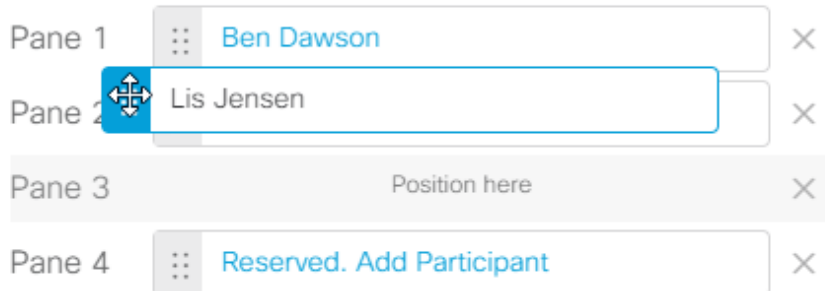 Pane 1 Ben Dawson
Lis Jensen
Pane 2
Pane 3 Position here
Pane 4 Reserved. Add Participant